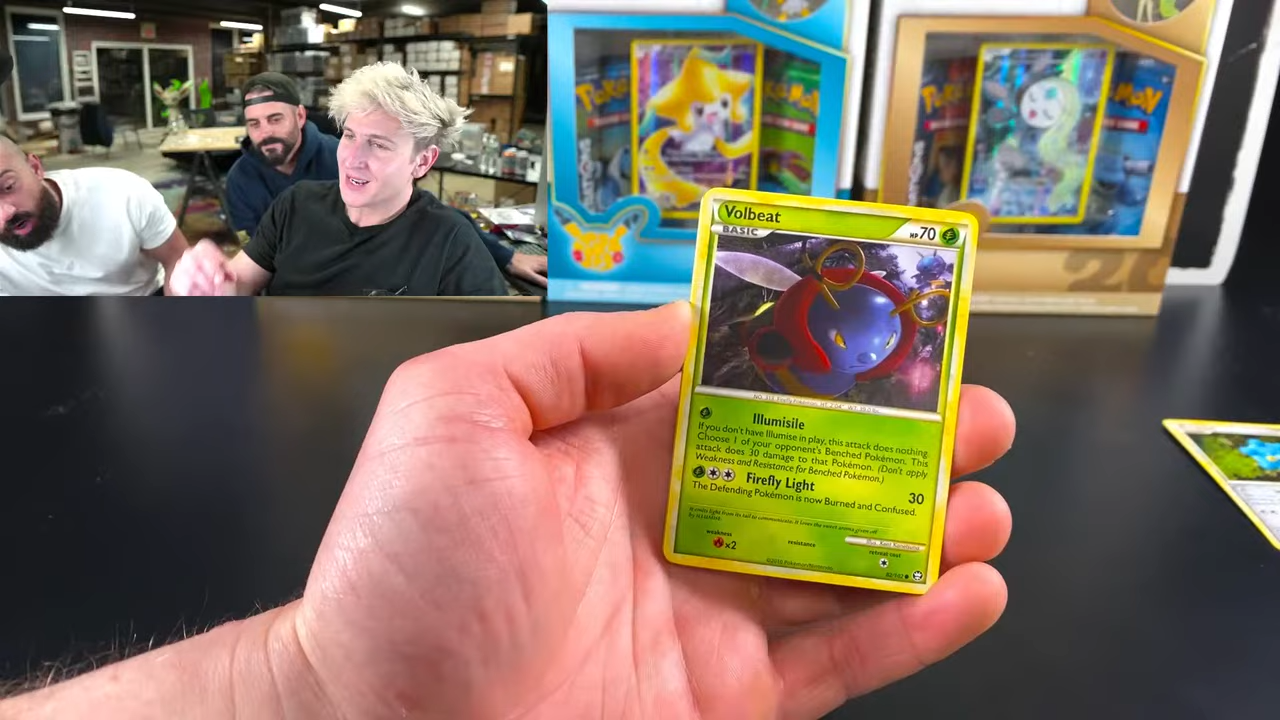 Volbeat
BASIC
HP 70
Illumisile
If you don't have Illumise in play, this attack does nothing.
Choose 1 of your opponent's Benched Pokémon. This
attack does 30 damage to that Pokémon. (Don't apply
Weakness and Resistance for Benched Pokémon.)
Firefly Light
30
The Defending Pokémon is now Burned and Confused.
weakness
×2
resistance
retreat cost